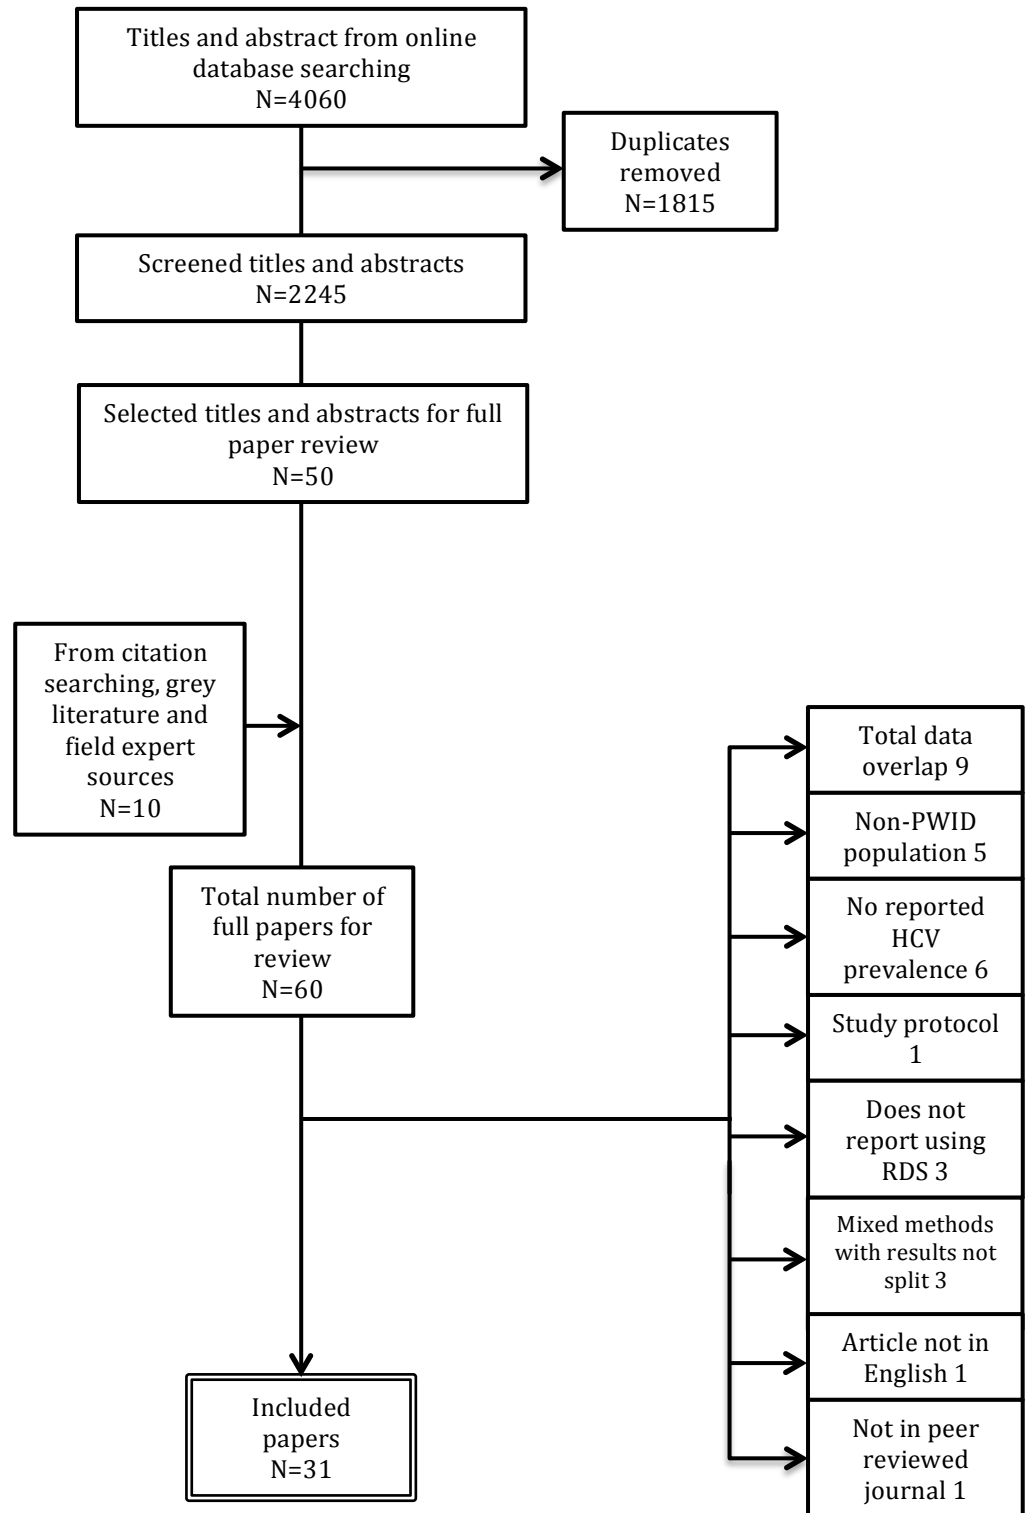 Titles and abstract from online
database searching
N=4060
Duplicates
removed
N=1815
Screened titles and abstracts
N=2245
Selected titles and abstracts for full
paper review
N=50
From citation
searching, grey
literature and
field expert
sources
N=10
Total number of
full papers for
review
N=60
Total data
overlap 9
Non-PWID
population 5
No reported
HCV
prevalence 6
Study protocol
1
Does not
report using
RDS 3
Mixed methods
with results not
split 3
Article not in
English 1
Not in peer
reviewed
journal 1
Included
papers
N=31